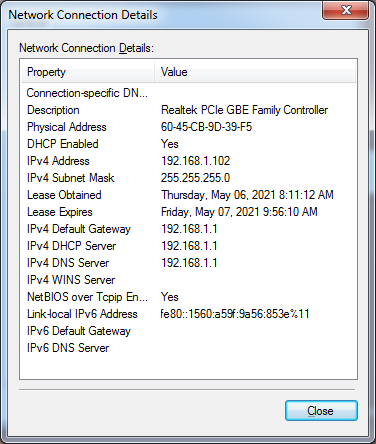 Network Connection Details
Network Connection Details:
Property Value
Connection-specific DN...
Description Realtek PCIe GBE Family Controller
Physical Address 60-45-CB-9D-39-F5
DHCP Enabled Yes
IPv4 Address 192.168.1.102
IPv4 Subnet Mask 255.255.255.0
Lease Obtained Thursday, May 06, 2021 8:11:12 AM
Lease Expires Friday, May 07, 2021 9:56:10 AM
IPv4 Default Gateway 192.168.1.1
IPv4 DHCP Server 192.168.1.1
IPv4 DNS Server 192.168.1.1
IPv4 WINS Server
NetBIOS over Tcpip En... Yes
Link-local IPv6 Address fe80::1560:a59f:9a56:853e%11
IPv6 Default Gateway
IPv6 DNS Server
Close